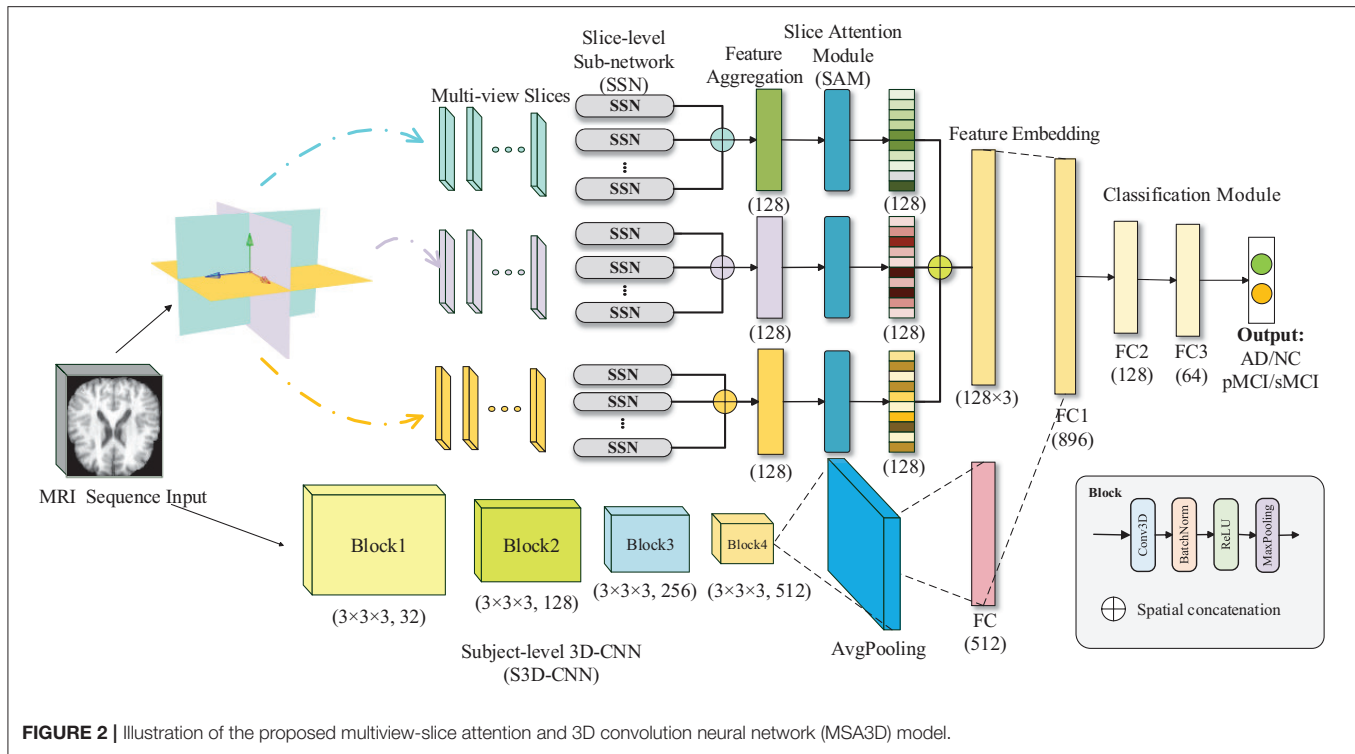 Slice-level
Sub-network
(SSN)
Feature
Aggregation
Slice Attention
Module
(SAM)
Multi-view Slices
SSN
SSN
SSN
(128)
(128)
SSN
SSN
SSN
(128)
(128)
SSN
SSN
SSN
(128)
(128)
Feature Embedding
(128×3)
FC1
(896)
Classification Module
FC2
(128)
FC3
(64)
Output:
AD/NC
pMCI/sMCI
MRI Sequence Input
Block1
(3×3×3, 32)
Block2
(3×3×3, 128)
Block3
(3×3×3, 256)
Block4
(3×3×3, 512)
AvgPooling
FC
(512)
Subject-level 3D-CNN
(S3D-CNN)
Block
Conv3D
BatchNorm
ReLU
MaxPooling
Spatial concatenation
FIGURE 2 | Illustration of the proposed multiview-slice attention and 3D convolution neural network (MSA3D) model.